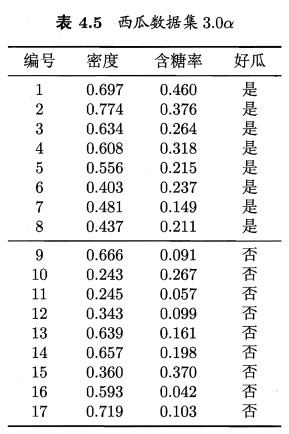 表 4.5 西瓜数据集 3.0α
编号 密度 含糖率 好瓜
1 0.697 0.460 是
2 0.774 0.376 是
3 0.634 0.264 是
4 0.608 0.318 是
5 0.556 0.215 是
6 0.403 0.237 是
7 0.481 0.149 是
8 0.437 0.211 是
9 0.666 0.091 否
10 0.243 0.267 否
11 0.245 0.057 否
12 0.343 0.099 否
13 0.639 0.161 否
14 0.657 0.198 否
15 0.360 0.370 否
16 0.593 0.042 否
17 0.719 0.103 否